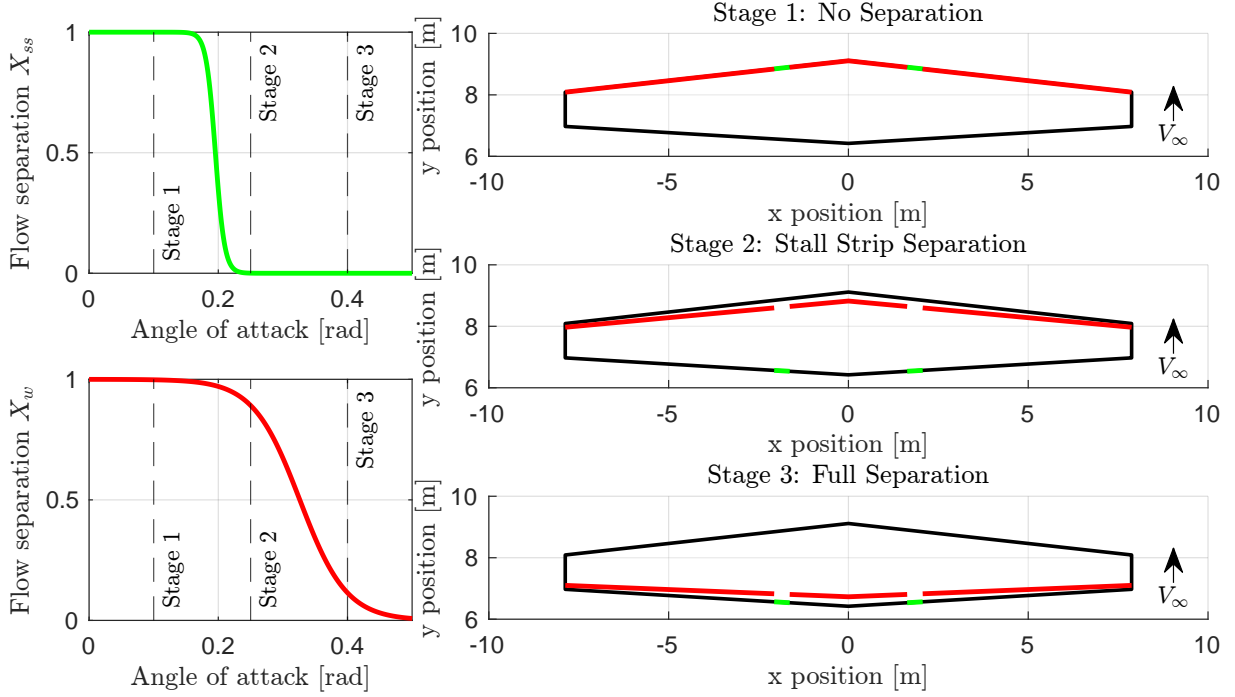 1
0.5
0
0
0.2
0.4
Flow separation X_ss
Angle of attack [rad]
Stage 1
Stage 2
Stage 3
1
0.5
0
0
0.2
0.4
Flow separation X_w
Angle of attack [rad]
Stage 1
Stage 2
Stage 3
Stage 1: No Separation
10
8
6
-10
-5
0
5
10
y position [m]
x position [m]
V_∞
Stage 2: Stall Strip Separation
10
8
6
-10
-5
0
5
10
y position [m]
x position [m]
V_∞
Stage 3: Full Separation
10
8
6
-10
-5
0
5
10
y position [m]
x position [m]
V_∞